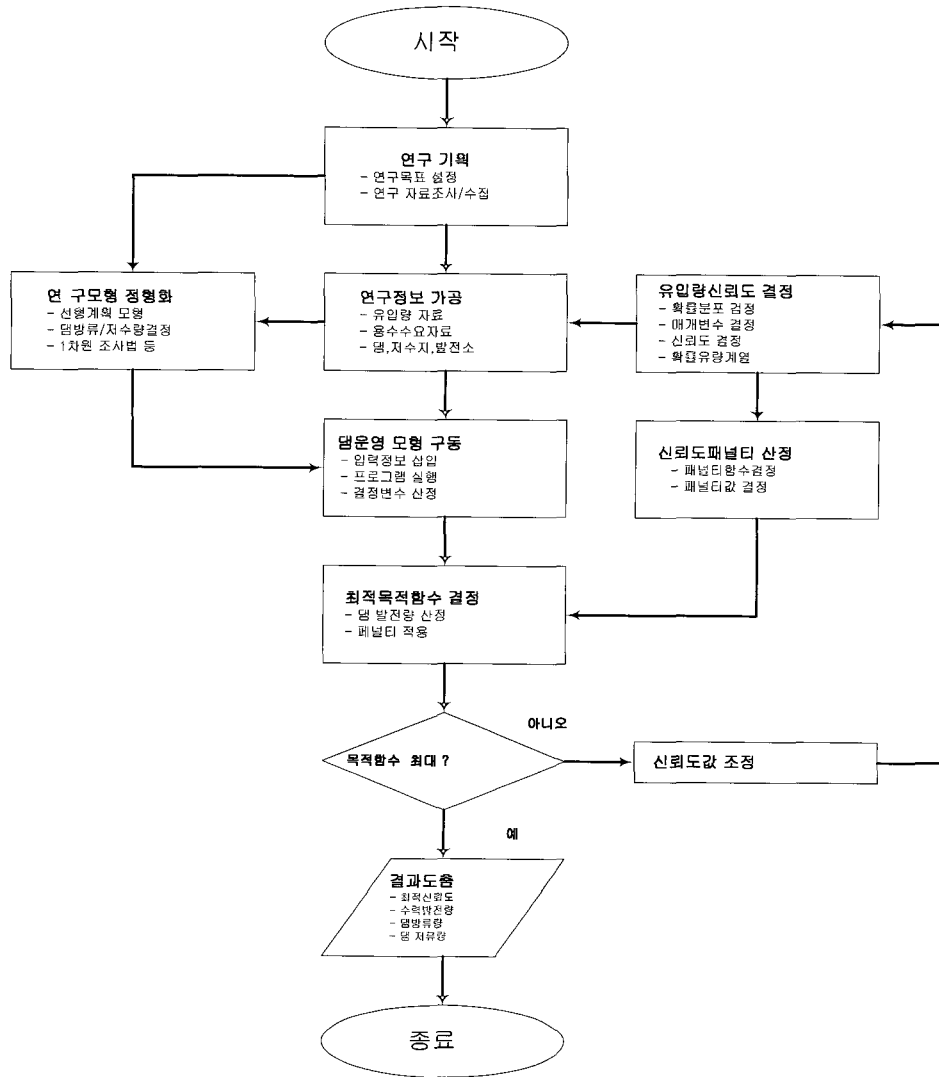 시작
연구 기획
- 연구목표 설정
- 연구 자료조사/수집
연 구모형 정형화
- 선형계획 모형
- 댐방류/저수량결정
- 1차원 조사법 등
연구정보 가공
- 유입량 자료
- 용수수요자료
- 댐,저수지,발전소
유입량신뢰도 결정
- 확률분포 검정
- 매개변수 결정
- 신뢰도 결정
- 확률유량계열
댐운영 모형 구동
- 입력정보 삽입
- 프로그램 실행
- 결정변수 산정
신뢰도패널티 산정
- 패널티함수결정
- 패널티값 결정
최적목적함수 결정
- 댐 발전량 산정
- 페널티 적용
목적함수 최대 ?
아니오
신뢰도값 조정
예
결과도출
- 최적신뢰도
- 수력발전량
- 댐방류량
- 댐 저유량
종료